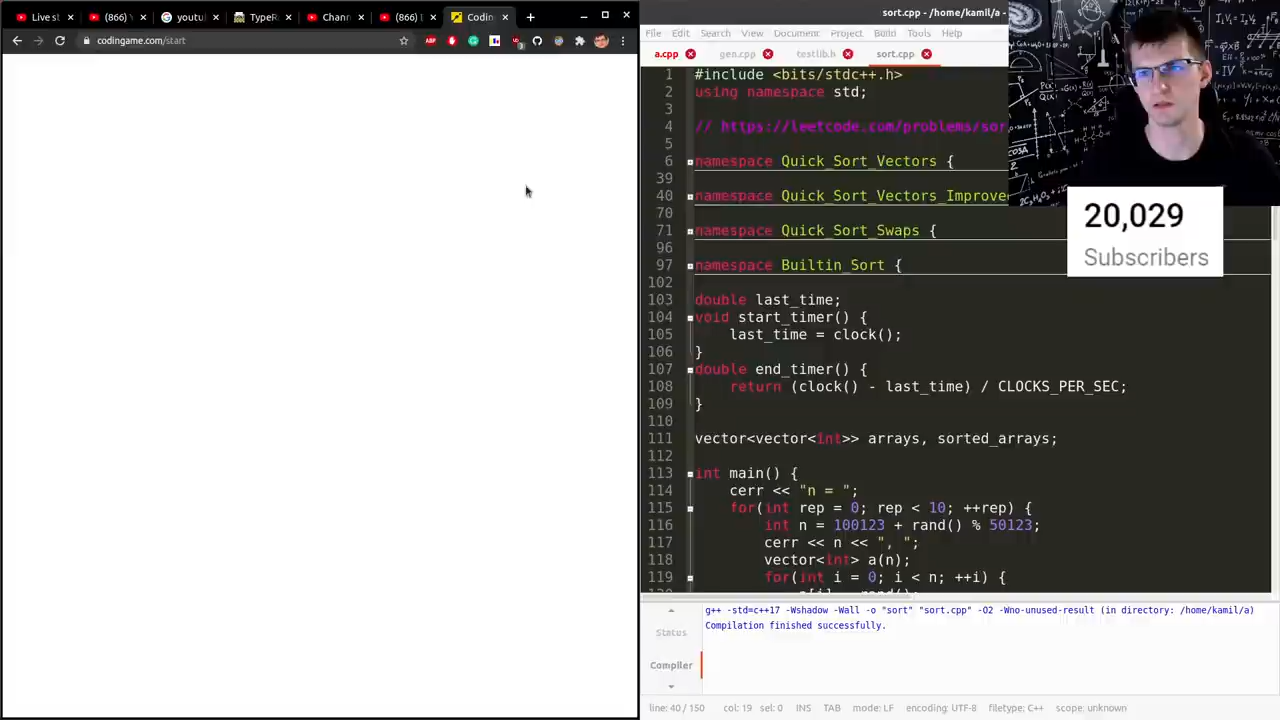 Live st
(866) Y
youtu
TypeRa
Chann
(866) L
Codin
codingame.com/start
sort.cpp - /home/kamil/a -
File Edit Search View Document Project Build Tools Help
a.cpp gen.cpp testlib.h sort.cpp
1 #include <bits/stdc++.h>
2 using namespace std;
3
4 // https://leetcode.com/problems/sor
5
6 namespace Quick_Sort_Vectors {
39
40 namespace Quick_Sort_Vectors_Improve
70
71 namespace Quick_Sort_Swaps {
96
97 namespace Builtin_Sort {
102
103 double last_time;
104 void start_timer() {
105 last_time = clock();
106 }
107 double end_timer() {
108 return (clock() - last_time) / CLOCKS_PER_SEC;
109 }
110
111 vector<vector<int>> arrays, sorted_arrays;
112
113 int main() {
114 cerr << "n = ";
115 for(int rep = 0; rep < 10; ++rep) {
116 int n = 100123 + rand() % 50123;
117 cerr << n << ", ";
118 vector<int> a(n);
119 for(int i = 0; i < n; ++i) {
20,029
Subscribers
Status
Compiler
g++ -std=c++17 -Wshadow -Wall -o "sort" "sort.cpp" -O2 -Wno-unused-result (in directory: /home/kamil/a)
Compilation finished successfully.
line: 40 / 150 col: 19 sel: 0 INS TAB mode: LF encoding: UTF-8 filetype: C++ scope: unknown